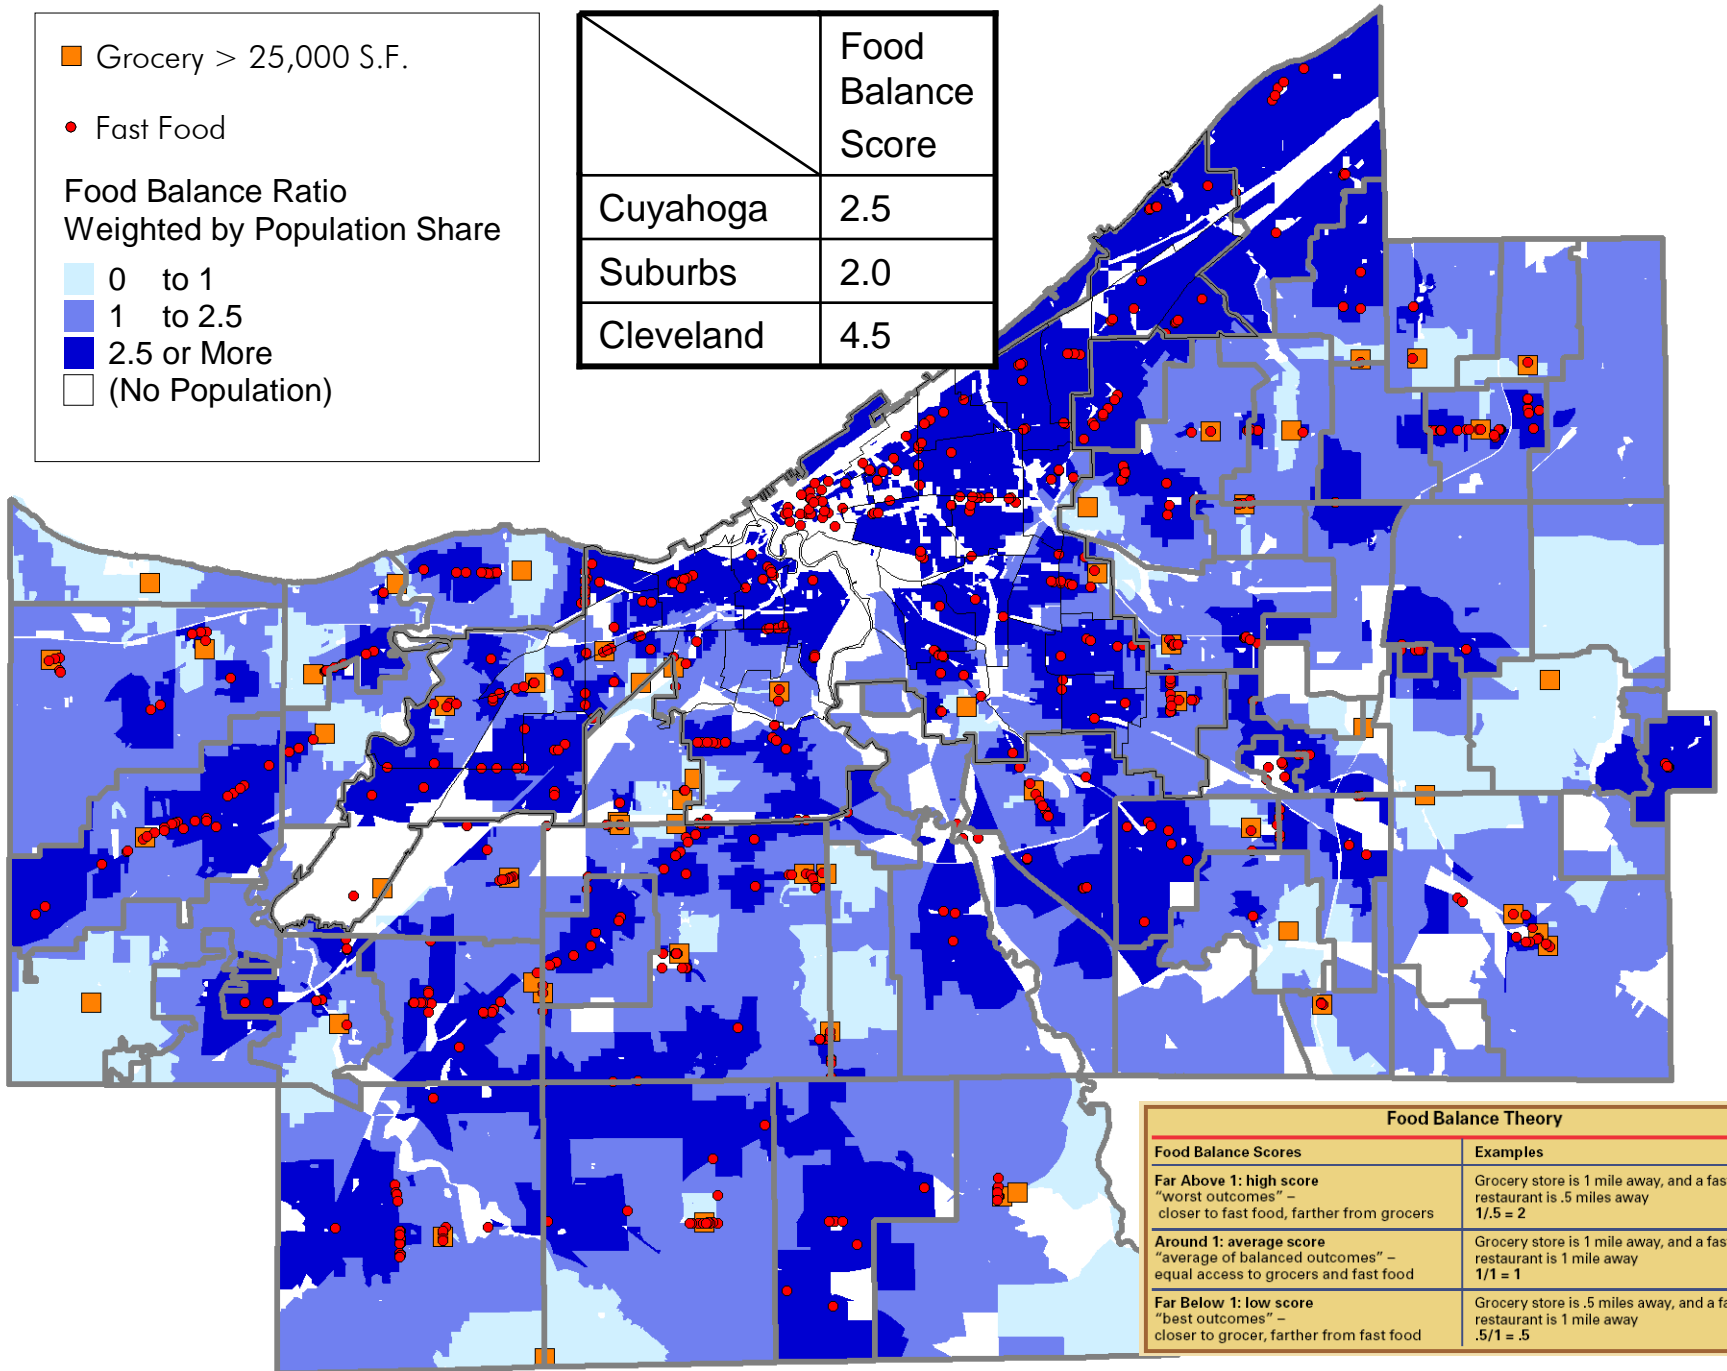 Grocery > 25,000 S.F.
Fast Food
Food Balance Ratio
Weighted by Population Share
0 to 1
1 to 2.5
2.5 or More
(No Population)
Food
Balance
Score
Cuyahoga 2.5
Suburbs 2.0
Cleveland 4.5
Food Balance Theory
Food Balance Scores
Examples
Far Above 1: high score
"worst outcomes" –
closer to fast food, farther from grocers
Grocery store is 1 mile away, and a fas
restaurant is .5 miles away
1/.5 = 2
Around 1: average score
"average of balanced outcomes" –
equal access to grocers and fast food
Grocery store is 1 mile away, and a fas
restaurant is 1 mile away
1/1 = 1
Far Below 1: low score
"best outcomes" –
closer to grocer, farther from fast food
Grocery store is .5 miles away, and a fa
restaurant is 1 mile away
.5/1 = .5